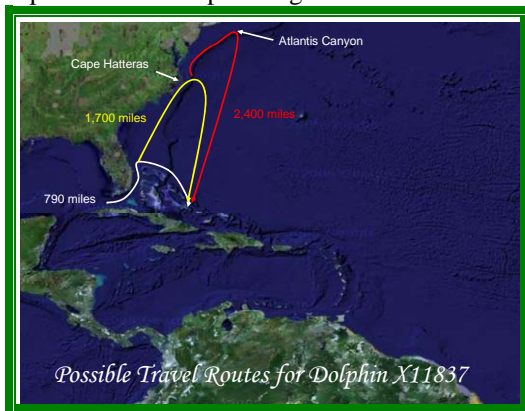 Atlantis Canyon
Cape Hatteras
1,700 miles
2,400 miles
790 miles
Possible Travel Routes for Dolphin X11837